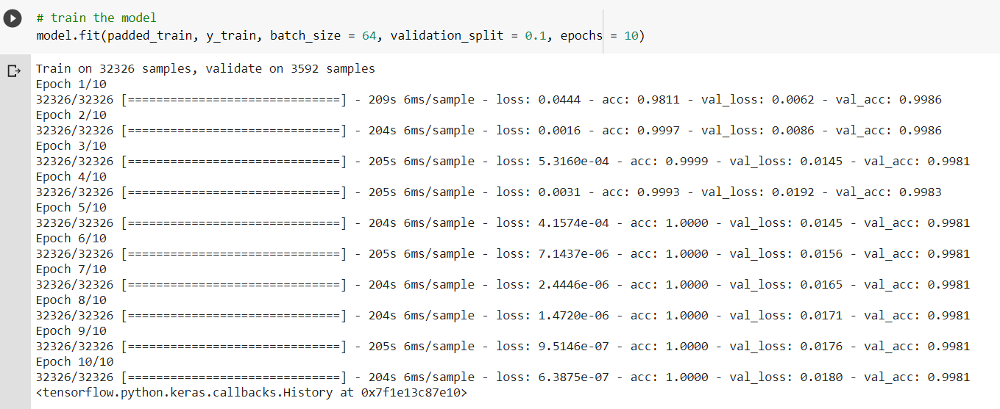 # train the model
model.fit(padded_train, y_train, batch_size = 64, validation_split = 0.1, epochs = 10)
Train on 32326 samples, validate on 3592 samples
Epoch 1/10
32326/32326 [==============================] - 209s 6ms/sample - loss: 0.0444 - acc: 0.9811 - val_loss: 0.0062 - val_acc: 0.9986
Epoch 2/10
32326/32326 [==============================] - 204s 6ms/sample - loss: 0.0016 - acc: 0.9997 - val_loss: 0.0086 - val_acc: 0.9986
Epoch 3/10
32326/32326 [==============================] - 205s 6ms/sample - loss: 5.3160e-04 - acc: 0.9999 - val_loss: 0.0145 - val_acc: 0.9981
Epoch 4/10
32326/32326 [==============================] - 205s 6ms/sample - loss: 0.0031 - acc: 0.9993 - val_loss: 0.0192 - val_acc: 0.9983
Epoch 5/10
32326/32326 [==============================] - 204s 6ms/sample - loss: 4.1574e-04 - acc: 1.0000 - val_loss: 0.0145 - val_acc: 0.9981
Epoch 6/10
32326/32326 [==============================] - 205s 6ms/sample - loss: 7.1437e-06 - acc: 1.0000 - val_loss: 0.0156 - val_acc: 0.9981
Epoch 7/10
32326/32326 [==============================] - 204s 6ms/sample - loss: 2.4446e-06 - acc: 1.0000 - val_loss: 0.0165 - val_acc: 0.9981
Epoch 8/10
32326/32326 [==============================] - 204s 6ms/sample - loss: 1.4720e-06 - acc: 1.0000 - val_loss: 0.0171 - val_acc: 0.9981
Epoch 9/10
32326/32326 [==============================] - 205s 6ms/sample - loss: 9.5146e-07 - acc: 1.0000 - val_loss: 0.0176 - val_acc: 0.9981
Epoch 10/10
32326/32326 [==============================] - 204s 6ms/sample - loss: 6.3875e-07 - acc: 1.0000 - val_loss: 0.0180 - val_acc: 0.9981
<tensorflow.python.keras.callbacks.History at 0x7f1e13c87e10>